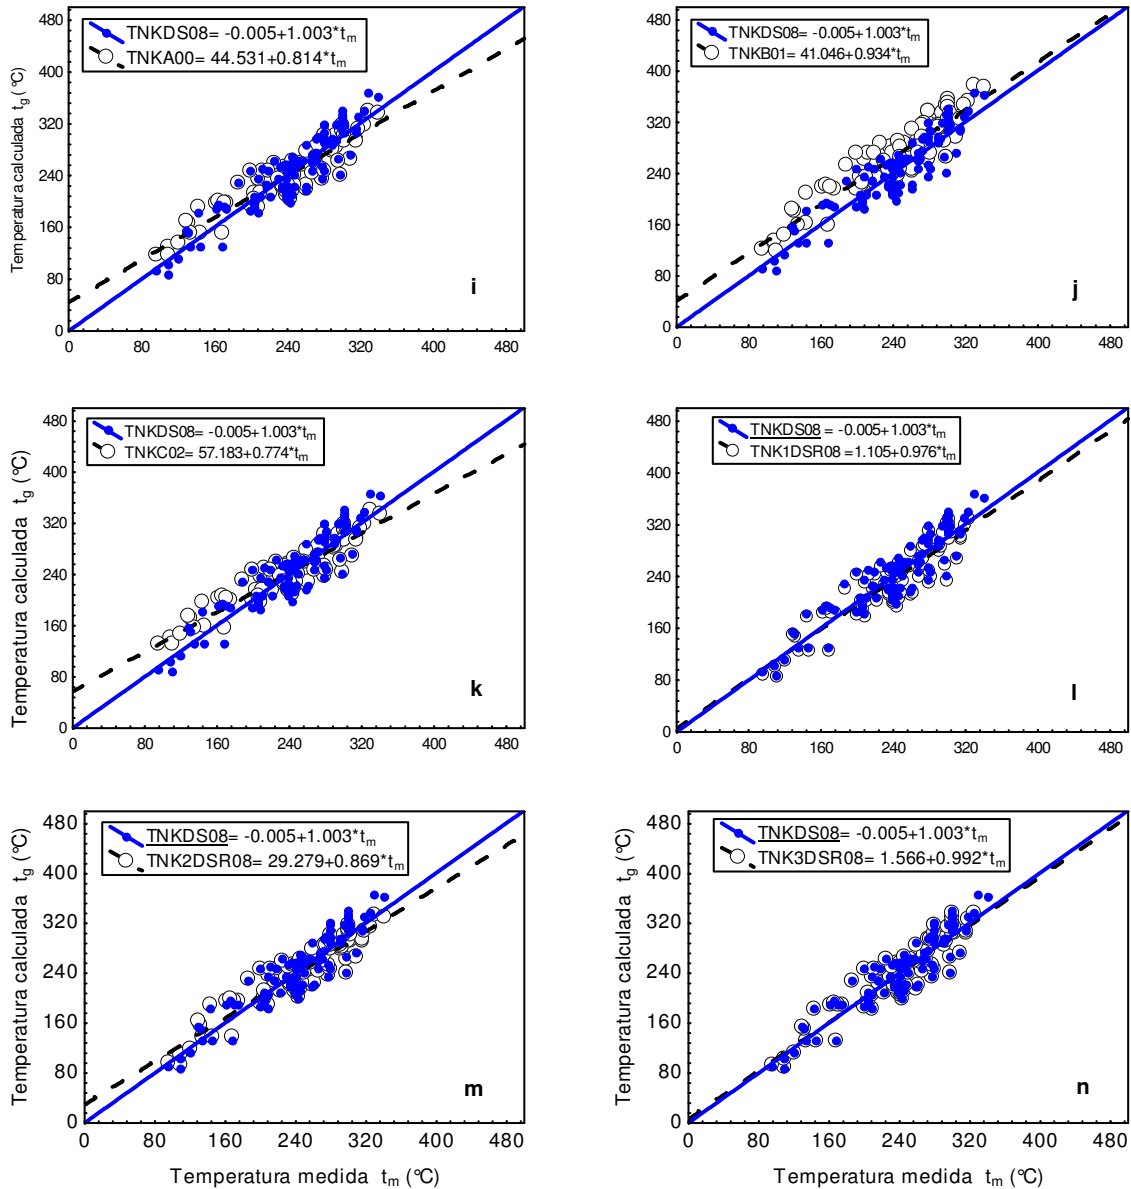 TNKDS08= -0.005+1.003*tm
TNKA00= 44.531+0.814*tm
Temperatura calculada tg (°C)
480
400
320
240
160
80
0
i
0 80 160 240 320 400 480
TNKDS08= -0.005+1.003*tm
TNKB01= 41.046+0.934*tm
480
400
320
240
160
80
0
j
0 80 160 240 320 400 480
TNKDS08= -0.005+1.003*tm
TNKC02= 57.183+0.774*tm
Temperatura calculada tg (°C)
480
400
320
240
160
80
0
k
0 80 160 240 320 400 480
TNKDS08 = -0.005+1.003*tm
TNK1DSR08 =1.105+0.976*tm
480
400
320
240
160
80
0
l
0 80 160 240 320 400 480
TNKDS08= -0.005+1.003*tm
TNK2DSR08= 29.279+0.869*tm
Temperatura calculada tg (°C)
480
400
320
240
160
80
0
m
0 80 160 240 320 400 480
Temperatura medida tm (°C)
TNKDS08= -0.005+1.003*tm
TNK3DSR08= 1.566+0.992*tm
Temperatura calculada tg (°C)
480
400
320
240
160
80
0
n
0 80 160 240 320 400 480
Temperatura medida tm (°C)